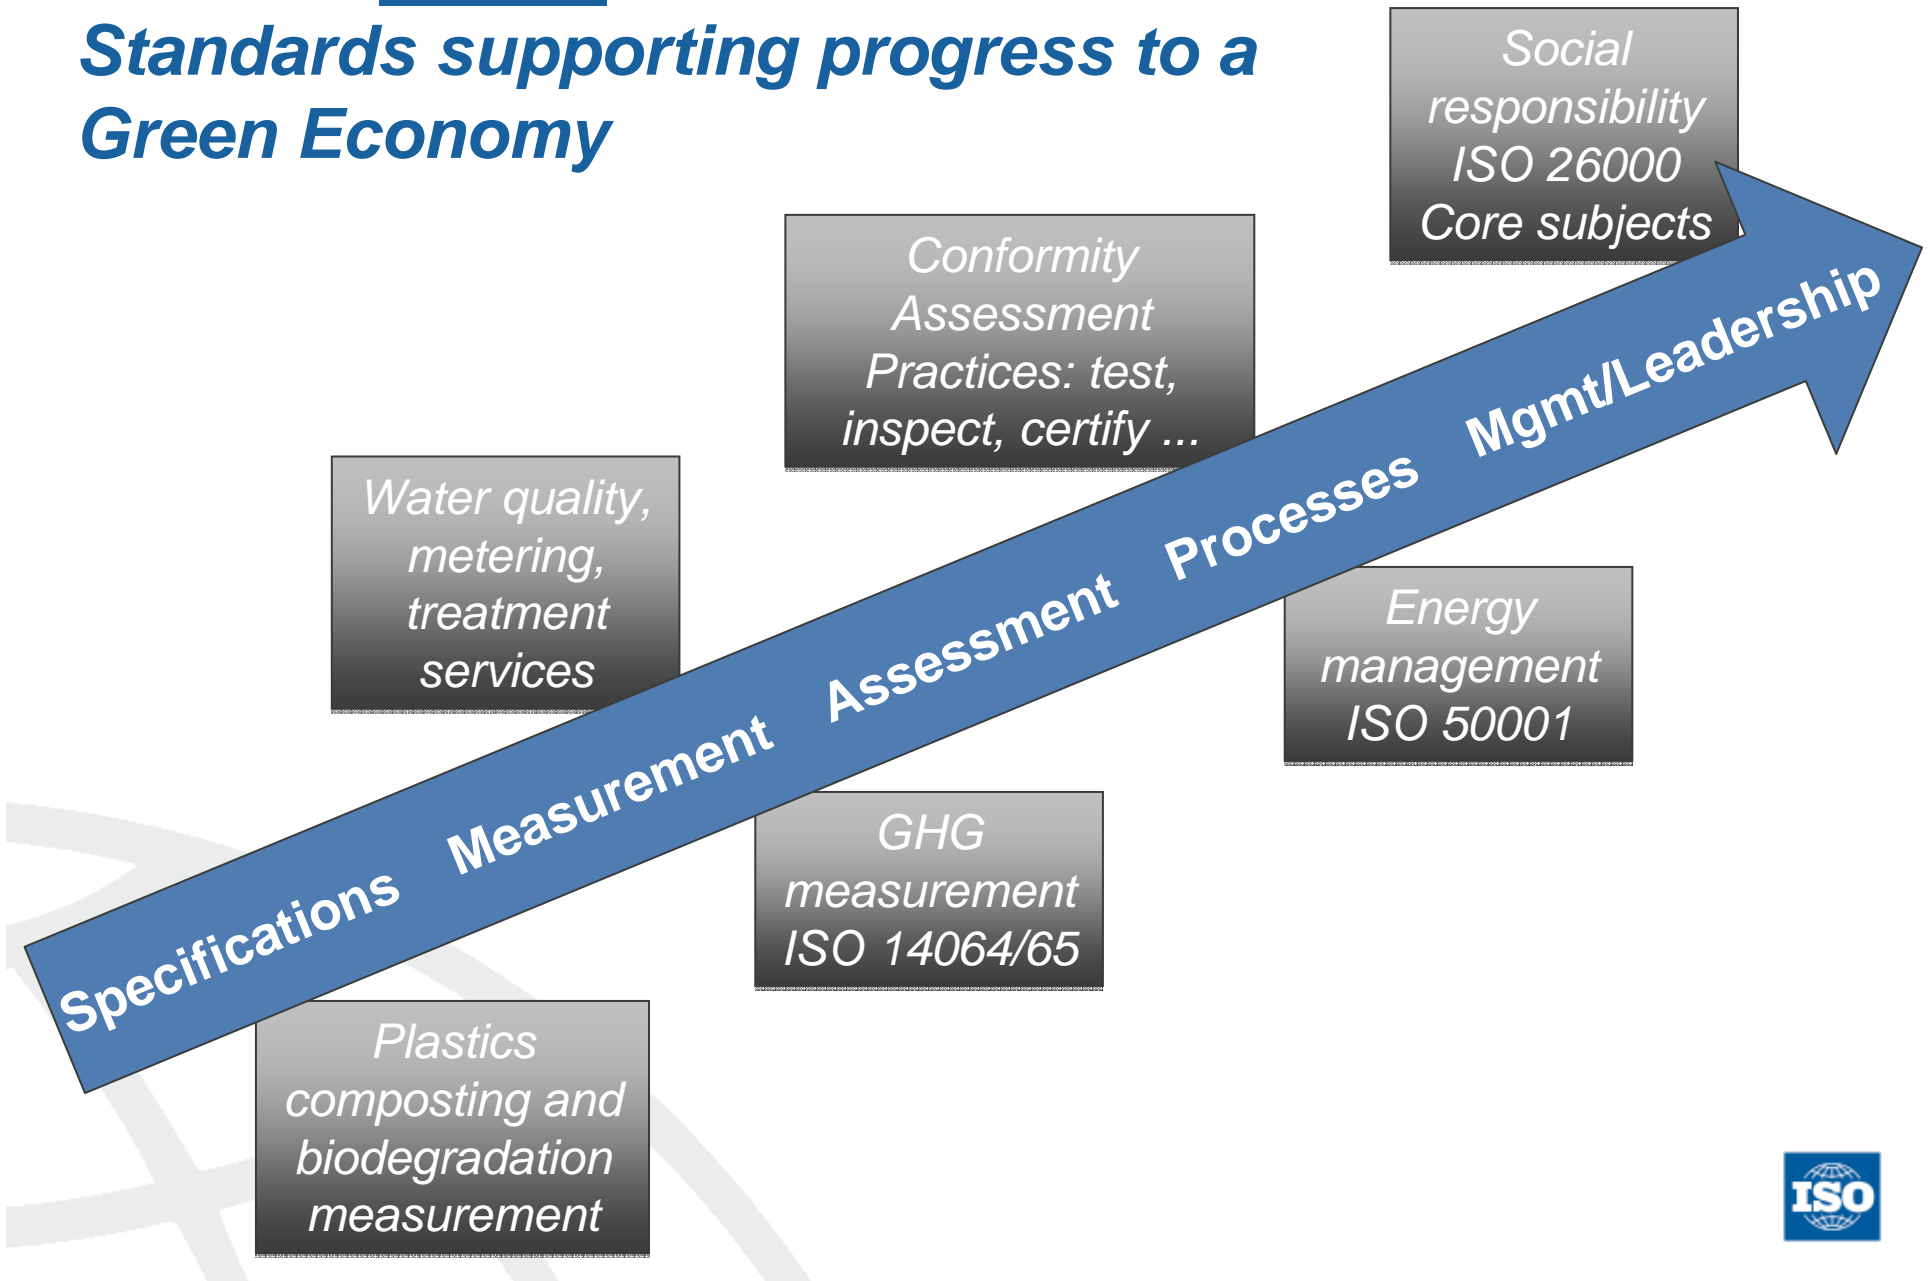 Standards supporting progress to a
Green Economy
Social
responsibility
ISO 26000
Core subjects
Conformity
Assessment
Practices: test,
inspect, certify ...
Water quality,
metering,
treatment
services
Specifications Measurement Assessment Processes Mgmt/Leadership
Energy
management
ISO 50001
GHG
measurement
ISO 14064/65
Plastics
composting and
biodegradation
measurement
ISO